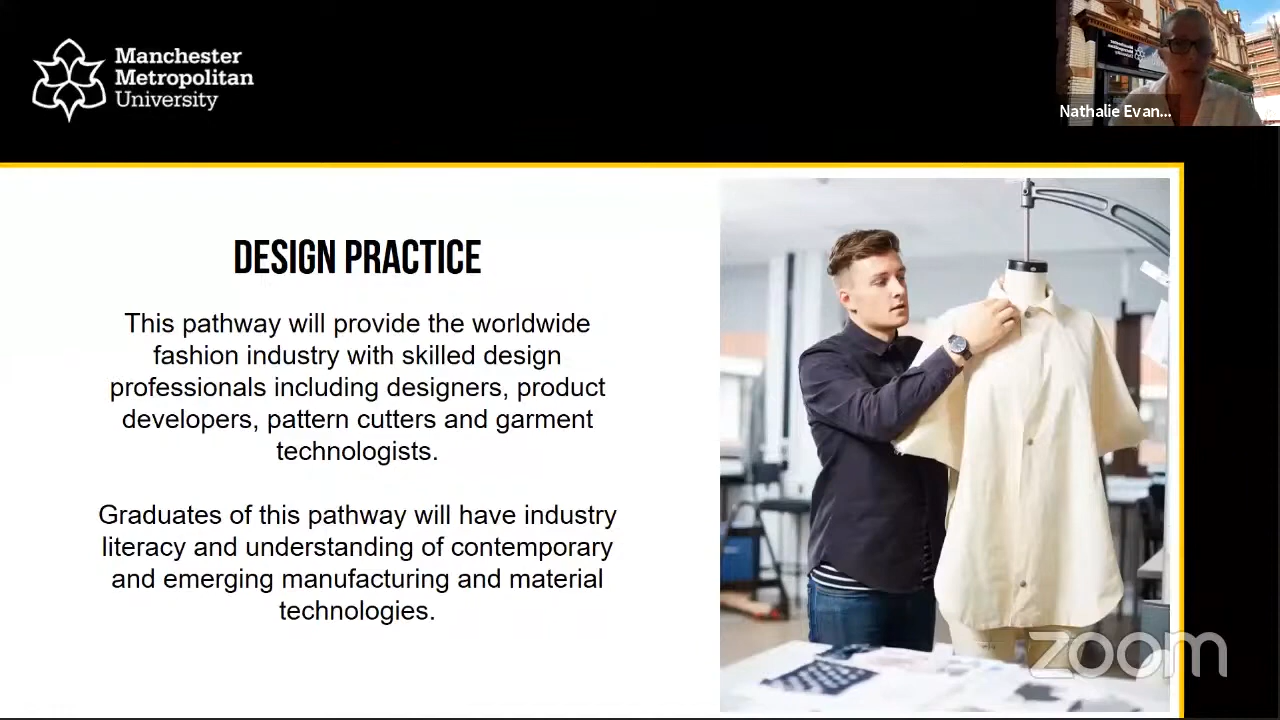 Manchester
Metropolitan
University
Nathalie Evan...
DESIGN PRACTICE
This pathway will provide the worldwide
fashion industry with skilled design
professionals including designers, product
developers, pattern cutters and garment
technologists.
Graduates of this pathway will have industry
literacy and understanding of contemporary
and emerging manufacturing and material
technologies.
zoom